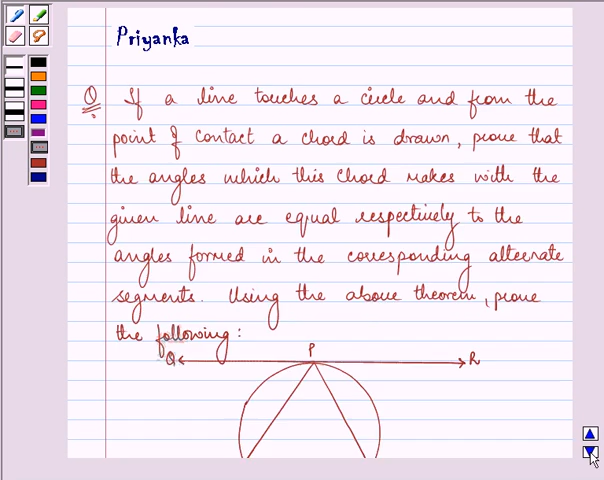 Priyanka
Q. If a line touches a circle and from the
point of contact a chord is drawn, prove that
the angles which this chord makes with the
given line are equal respectively to the
angles formed in the corresponding alternate
segments. Using the above theorem, prove
the following:
P
Q R